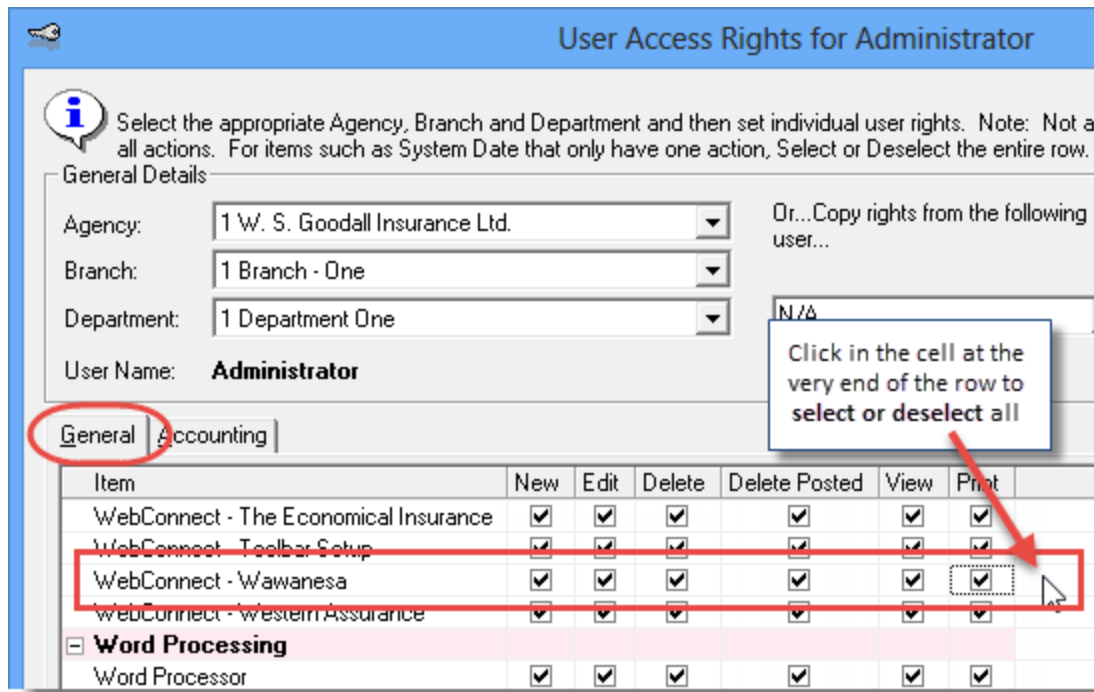 User Access Rights for Administrator
Select the appropriate Agency, Branch and Department and then set individual user rights. Note: Not a
all actions. For items such as System Date that only have one action, Select or Deselect the entire row.
General Details
Agency: 1 W. S. Goodall Insurance Ltd.
Or...Copy rights from the following
user...
Branch: 1 Branch - One
Department: 1 Department One
N/A
User Name: Administrator
Click in the cell at the
very end of the row to
select or deselect all
General Accounting
Item New Edit Delete Delete Posted View Print
WebConnect - The Economical Insurance
WebConnect - Toolbar Setup
WebConnect - Wawanesa
WebConnect - Western Assurance
Word Processing
Word Processor